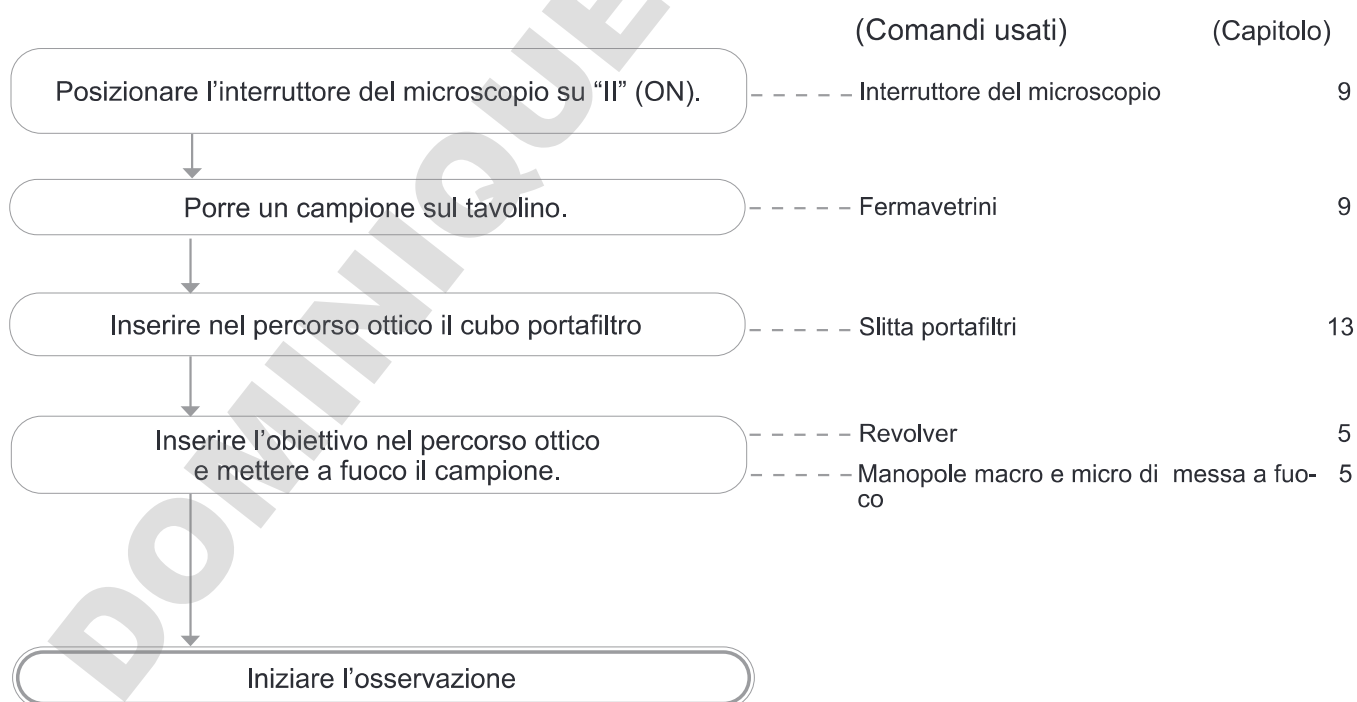 (Comandi usati) (Capitolo)
Posizionare l’interruttore del microscopio su “II” (ON). Interruttore del microscopio 9
Porre un campione sul tavolino. Fermavetrini 9
Inserire nel percorso ottico il cubo portafiltro Slitta portafiltri 13
Inserire l’obiettivo nel percorso ottico
e mettere a fuoco il campione.
Revolver 5
Manopole macro e micro di messa a fuo- 5
co
Iniziare l’osservazione
DOMINIQUE